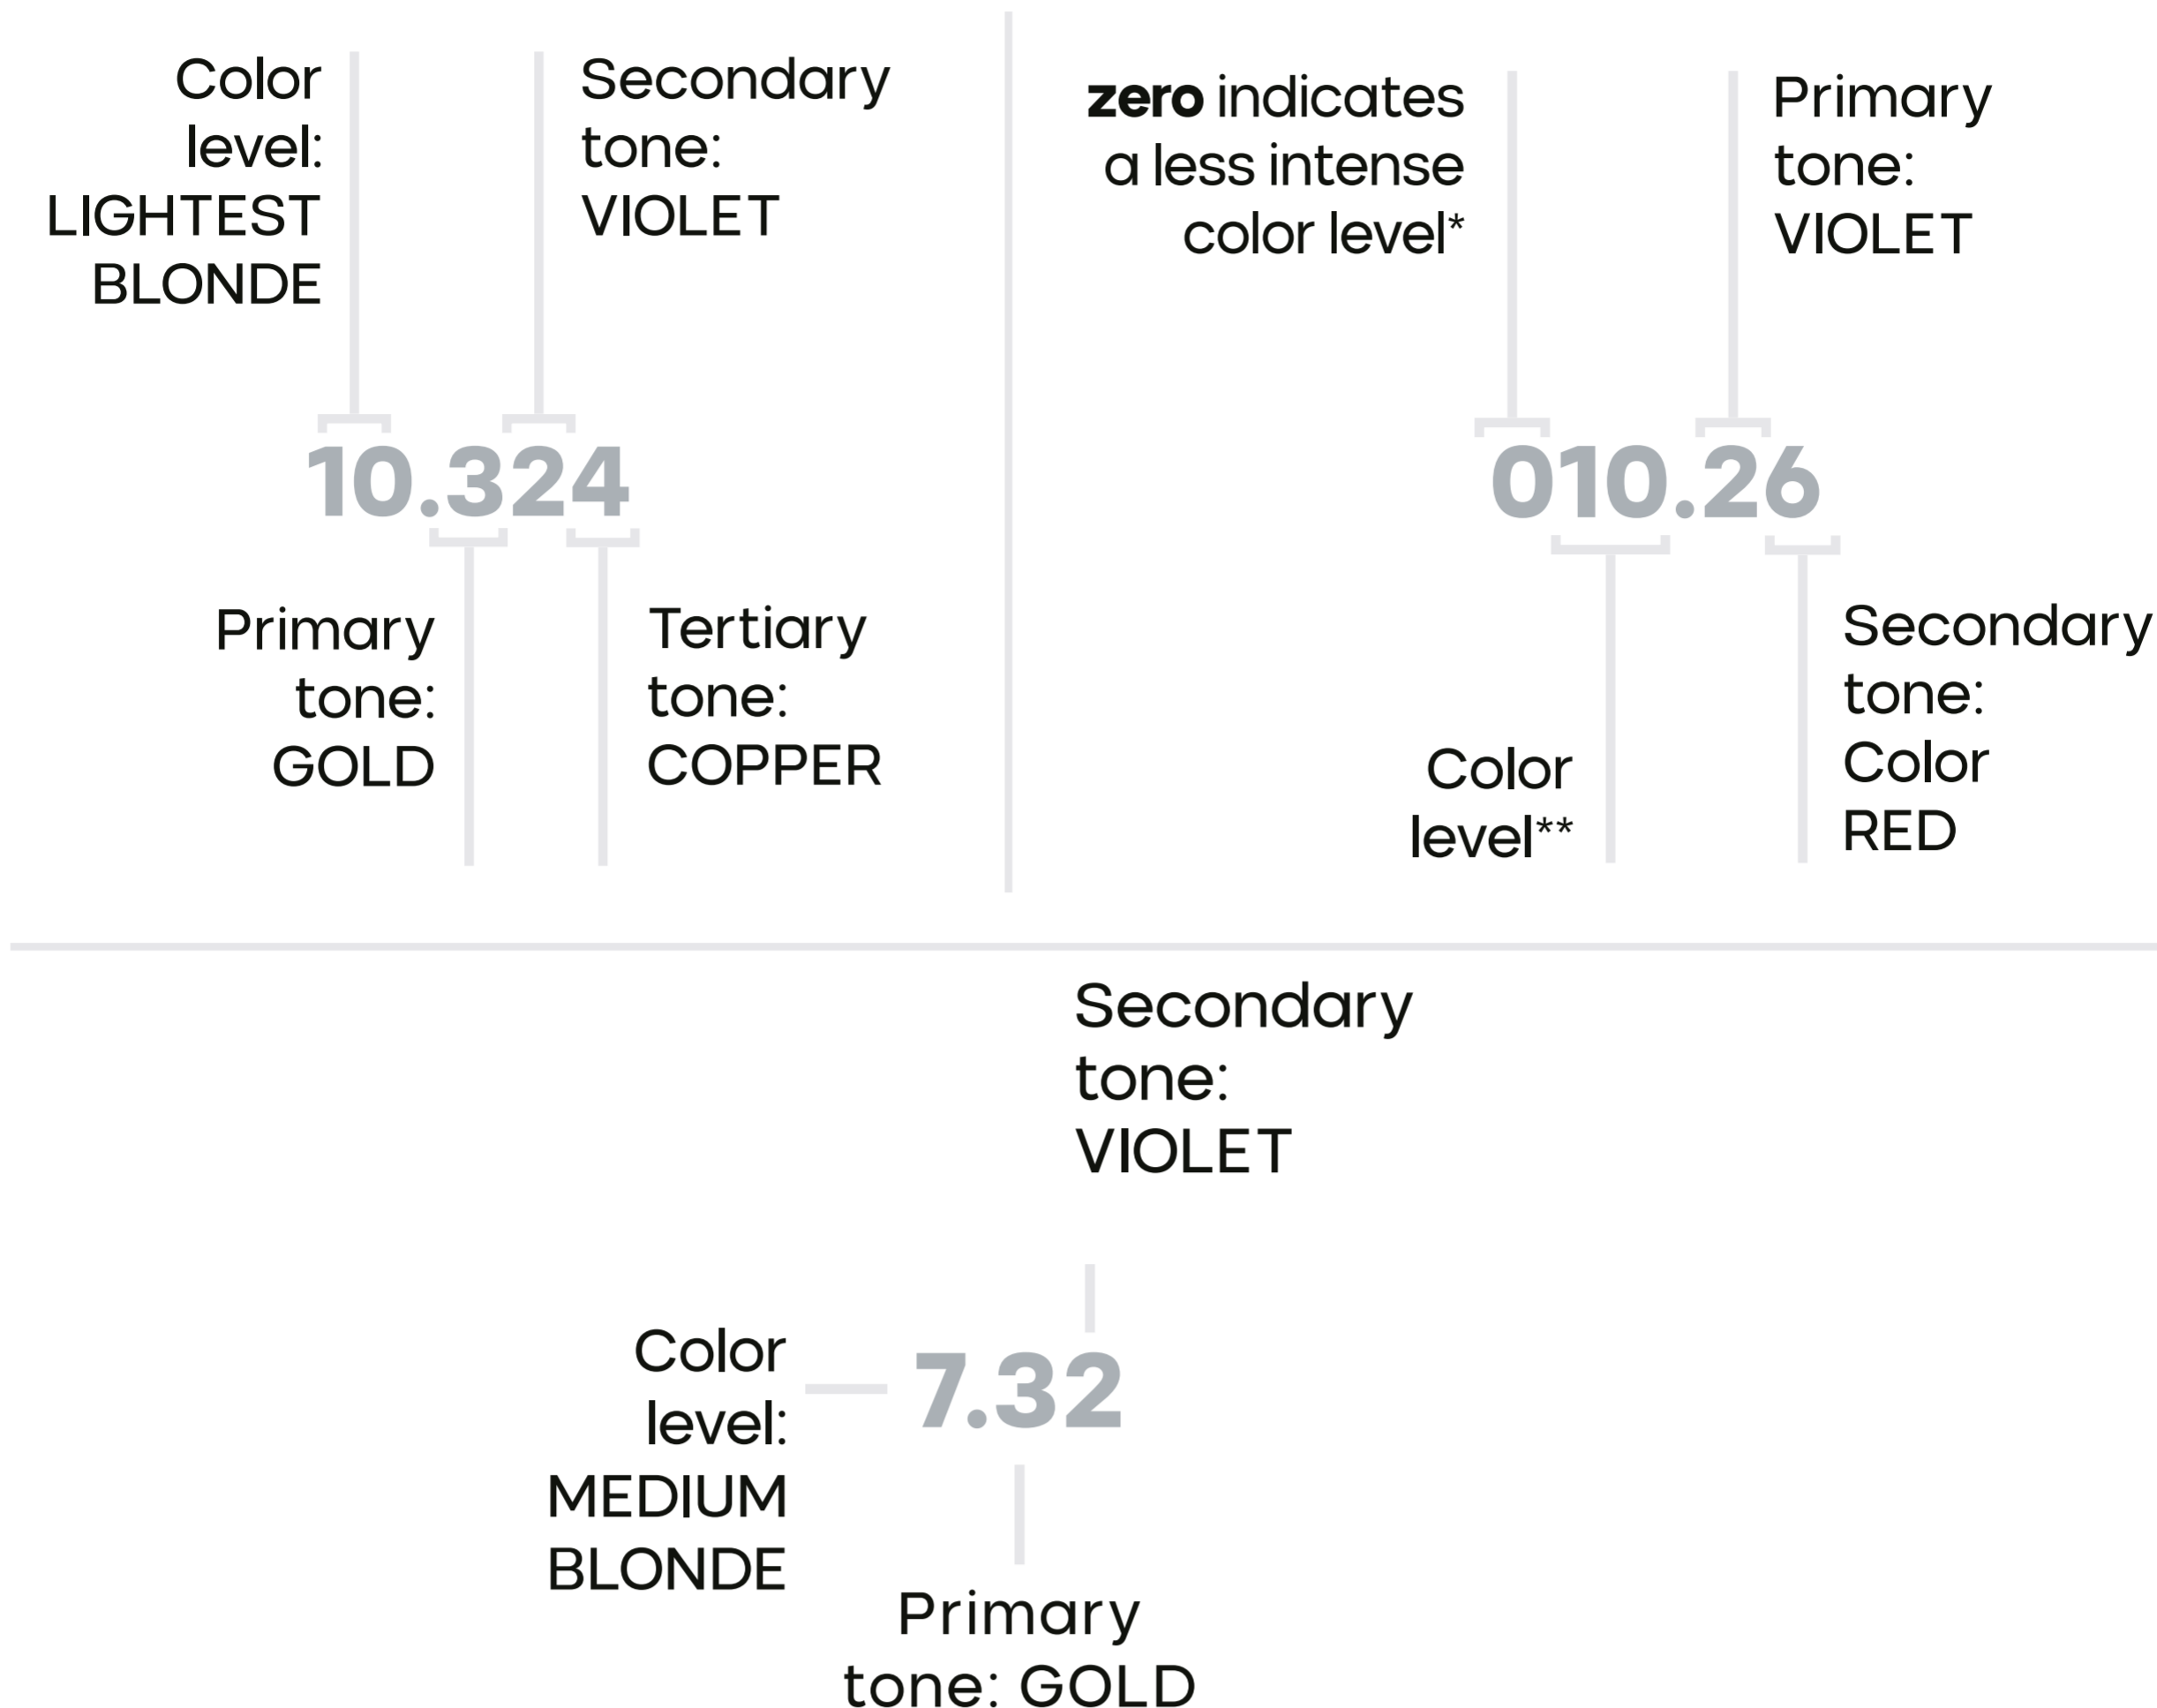 Color
level:
LIGHTEST
BLONDE
Secondary
tone:
VIOLET
10.324
Primary
tone:
GOLD
Tertiary
tone:
COPPER
zero indicates
a less intense
color level*
Primary
tone:
VIOLET
010.26
Color
level**
Secondary
tone:
Color
RED
Secondary
tone:
VIOLET
Color
level:
MEDIUM
BLONDE
7.32
Primary
tone: GOLD